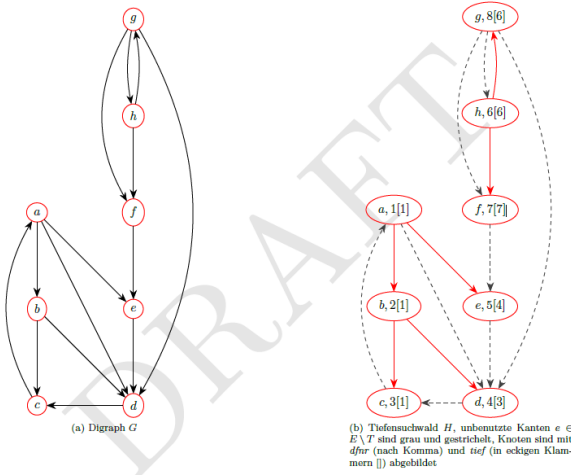 g
h
f
a
e
b
c
d
(a) Digraph G
g, 8[6]
h, 6[6]
f, 7[7]
a, 1[1]
e, 5[4]
b, 2[1]
c, 3[1]
d, 4[3]
(b) Tiefensuchwald H, unbenutzte Kanten e ∈
E \ T sind grau und gestrichelt, Knoten sind mit
dfnr (nach Komma) und tief (in eckigen Klam-
mern []) abgebildet
DRAFT